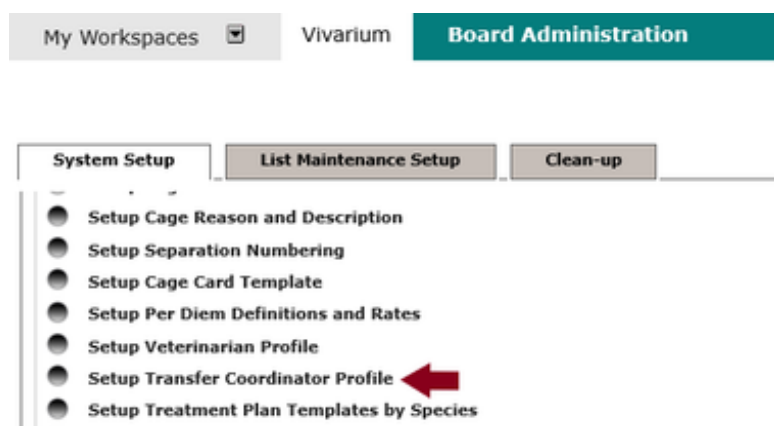 My Workspaces Vivarium Board Administration
System Setup List Maintenance Setup Clean-up
Setup Cage Reason and Description
Setup Separation Numbering
Setup Cage Card Template
Setup Per Diem Definitions and Rates
Setup Veterinarian Profile
Setup Transfer Coordinator Profile
Setup Treatment Plan Templates by Species